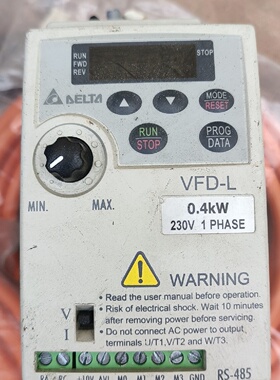 RUN STOP
FWD
REV
DELTA
MODE
RESET
RUN
STOP
PROG
DATA
MIN. MAX.
VFD-L
0.4kW
230V 1 PHASE
WARNING
Read the user manual before operation.
Risk of electrical shock. Wait 10 minutes
after removing power before servicing.
Do not connect AC power to output
terminals U/T1,V/T2 and W/T3.
V
I
RA RC +10V AVI M0 M1 M2 M3 GND RS-485